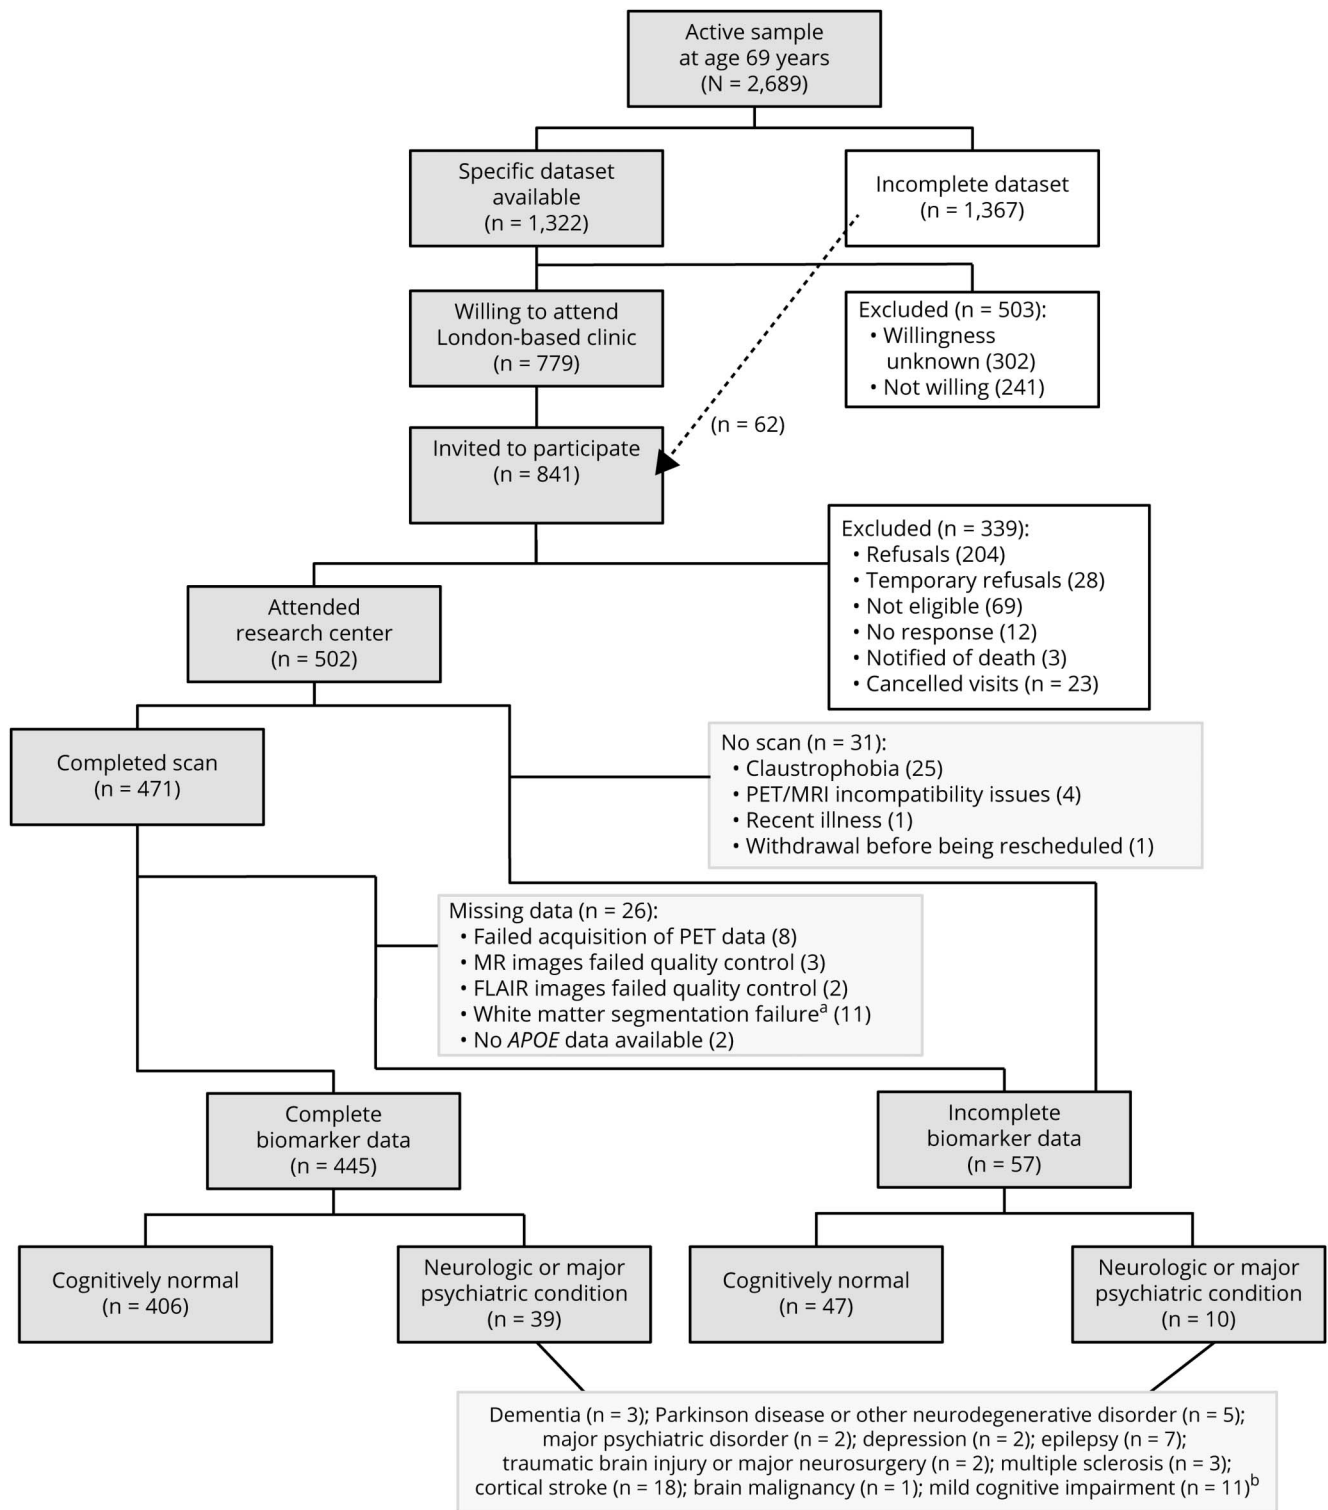 Active sample
at age 69 years
(N = 2,689)
Specific dataset
available
(n = 1,322)
Incomplete dataset
(n = 1,367)
Willing to attend
London-based clinic
(n = 779)
Excluded (n = 503):
• Willingness
unknown (302)
• Not willing (241)
(n = 62)
Invited to participate
(n = 841)
Excluded (n = 339):
• Refusals (204)
• Temporary refusals (28)
• Not eligible (69)
• No response (12)
• Notified of death (3)
• Cancelled visits (n = 23)
Attended
research center
(n = 502)
Completed scan
(n = 471)
No scan (n = 31):
• Claustrophobia (25)
• PET/MRI incompatibility issues (4)
• Recent illness (1)
• Withdrawal before being rescheduled (1)
Missing data (n = 26):
• Failed acquisition of PET data (8)
• MR images failed quality control (3)
• FLAIR images failed quality control (2)
• White matter segmentation failureᵃ (11)
• No APOE data available (2)
Complete
biomarker data
(n = 445)
Incomplete
biomarker data
(n = 57)
Cognitively normal
(n = 406)
Neurologic or major
psychiatric condition
(n = 39)
Cognitively normal
(n = 47)
Neurologic or major
psychiatric condition
(n = 10)
Dementia (n = 3); Parkinson disease or other neurodegenerative disorder (n = 5);
major psychiatric disorder (n = 2); depression (n = 2); epilepsy (n = 7);
traumatic brain injury or major neurosurgery (n = 2); multiple sclerosis (n = 3);
cortical stroke (n = 18); brain malignancy (n = 1); mild cognitive impairment (n = 11)ᵇ